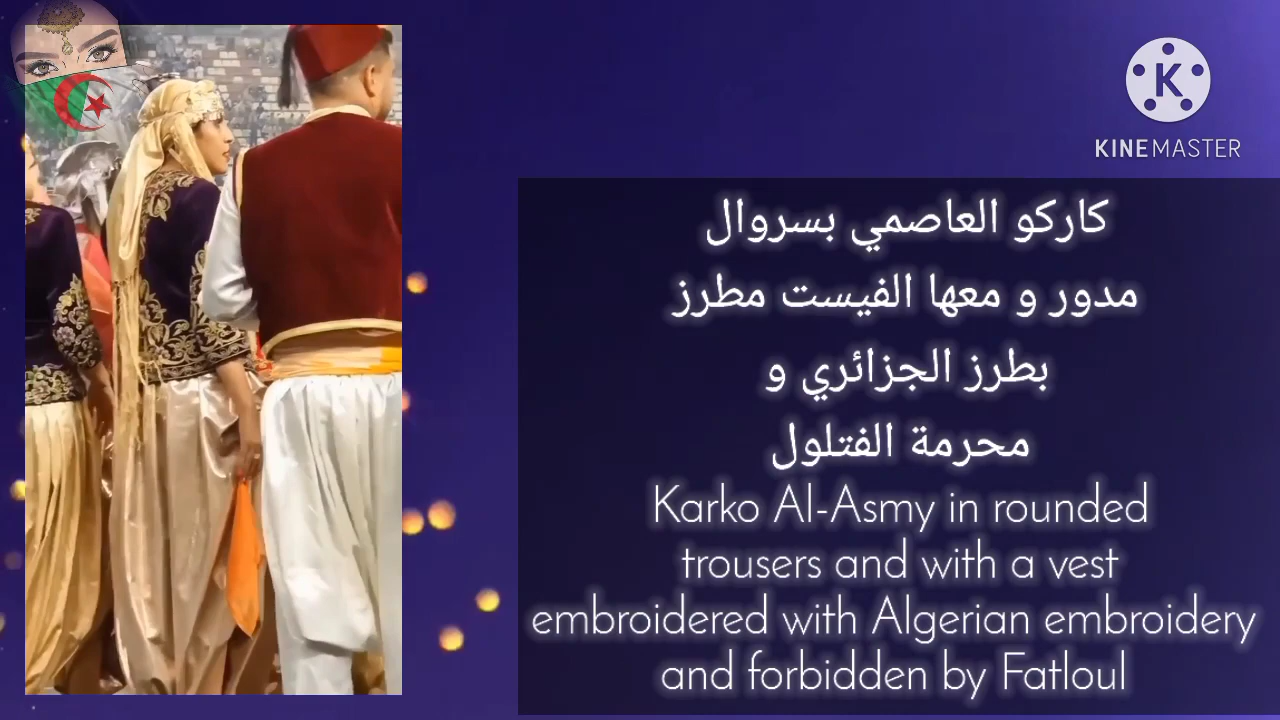 K
KINEMASTER
كاركو العاصمي بسروال
مدور و معها الفيست مطرز
بطرز الجزائري و
محرمة الفتلول
Karko Al-Asmy in rounded
trousers and with a vest
embroidered with Algerian embroidery
and forbidden by Fatloul